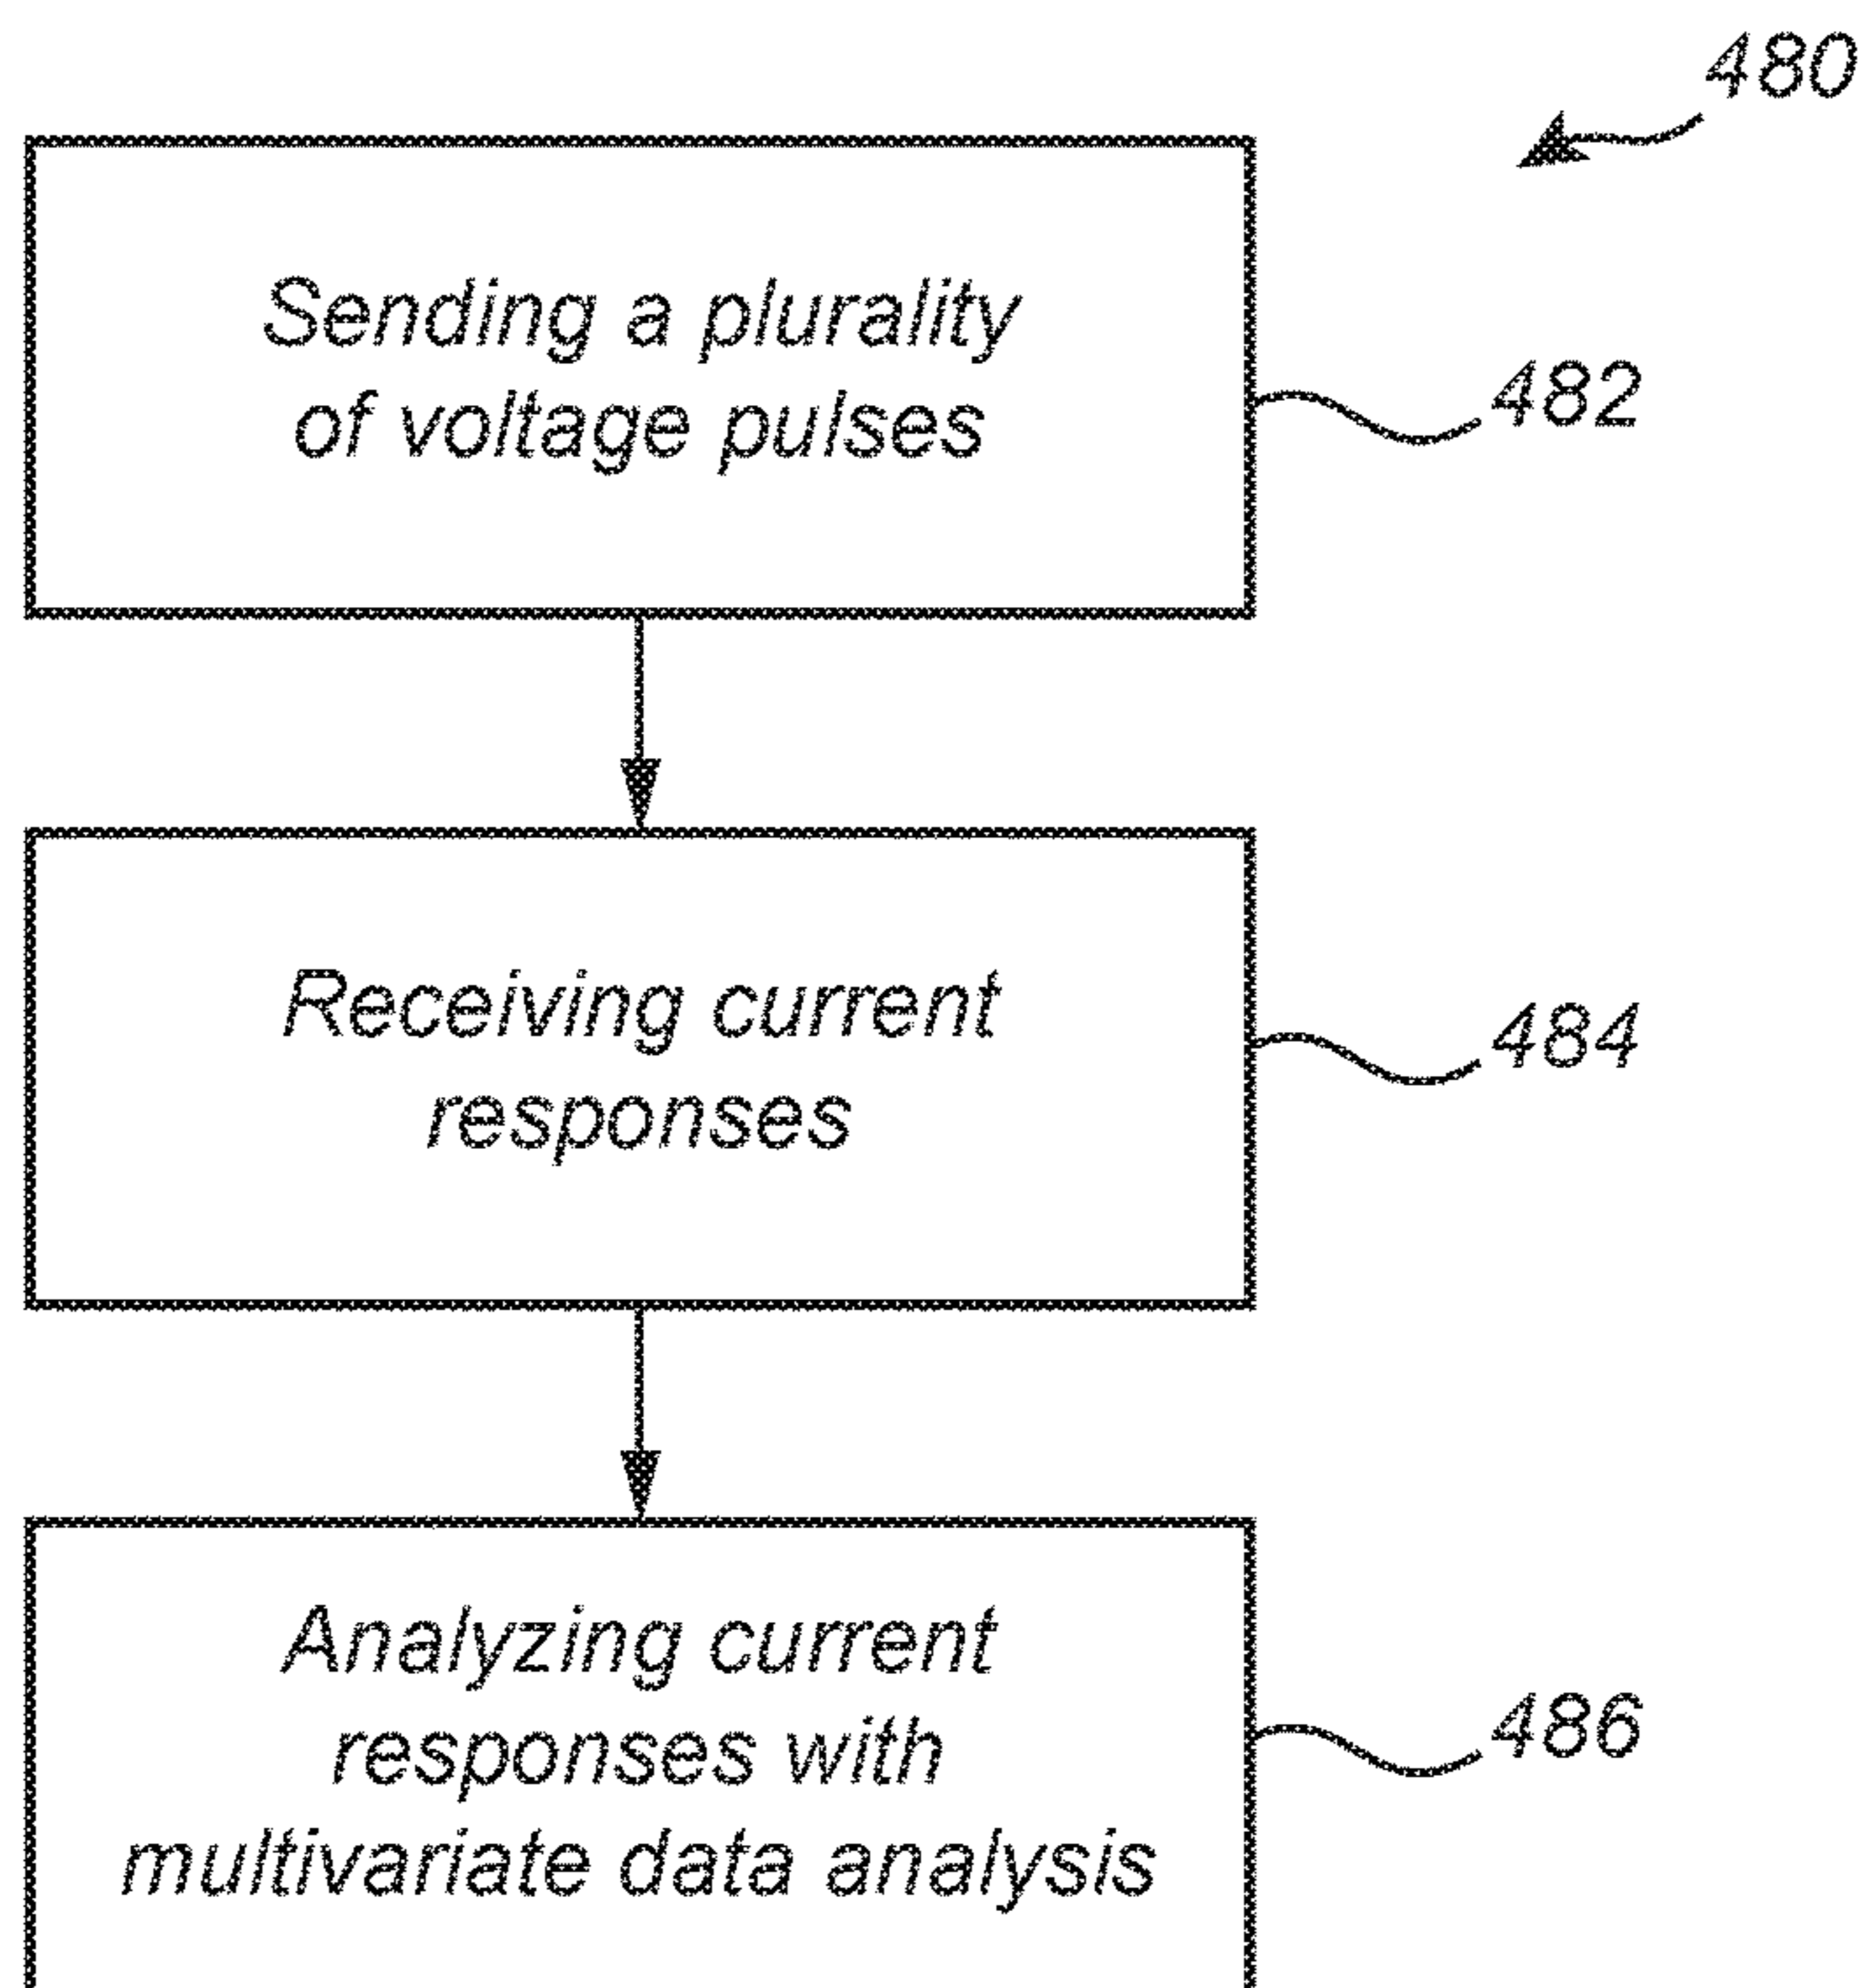 480
Sending a plurality
of voltage pulses
482
Receiving current
responses
484
Analyzing current
responses with
multivariate data analysis
486